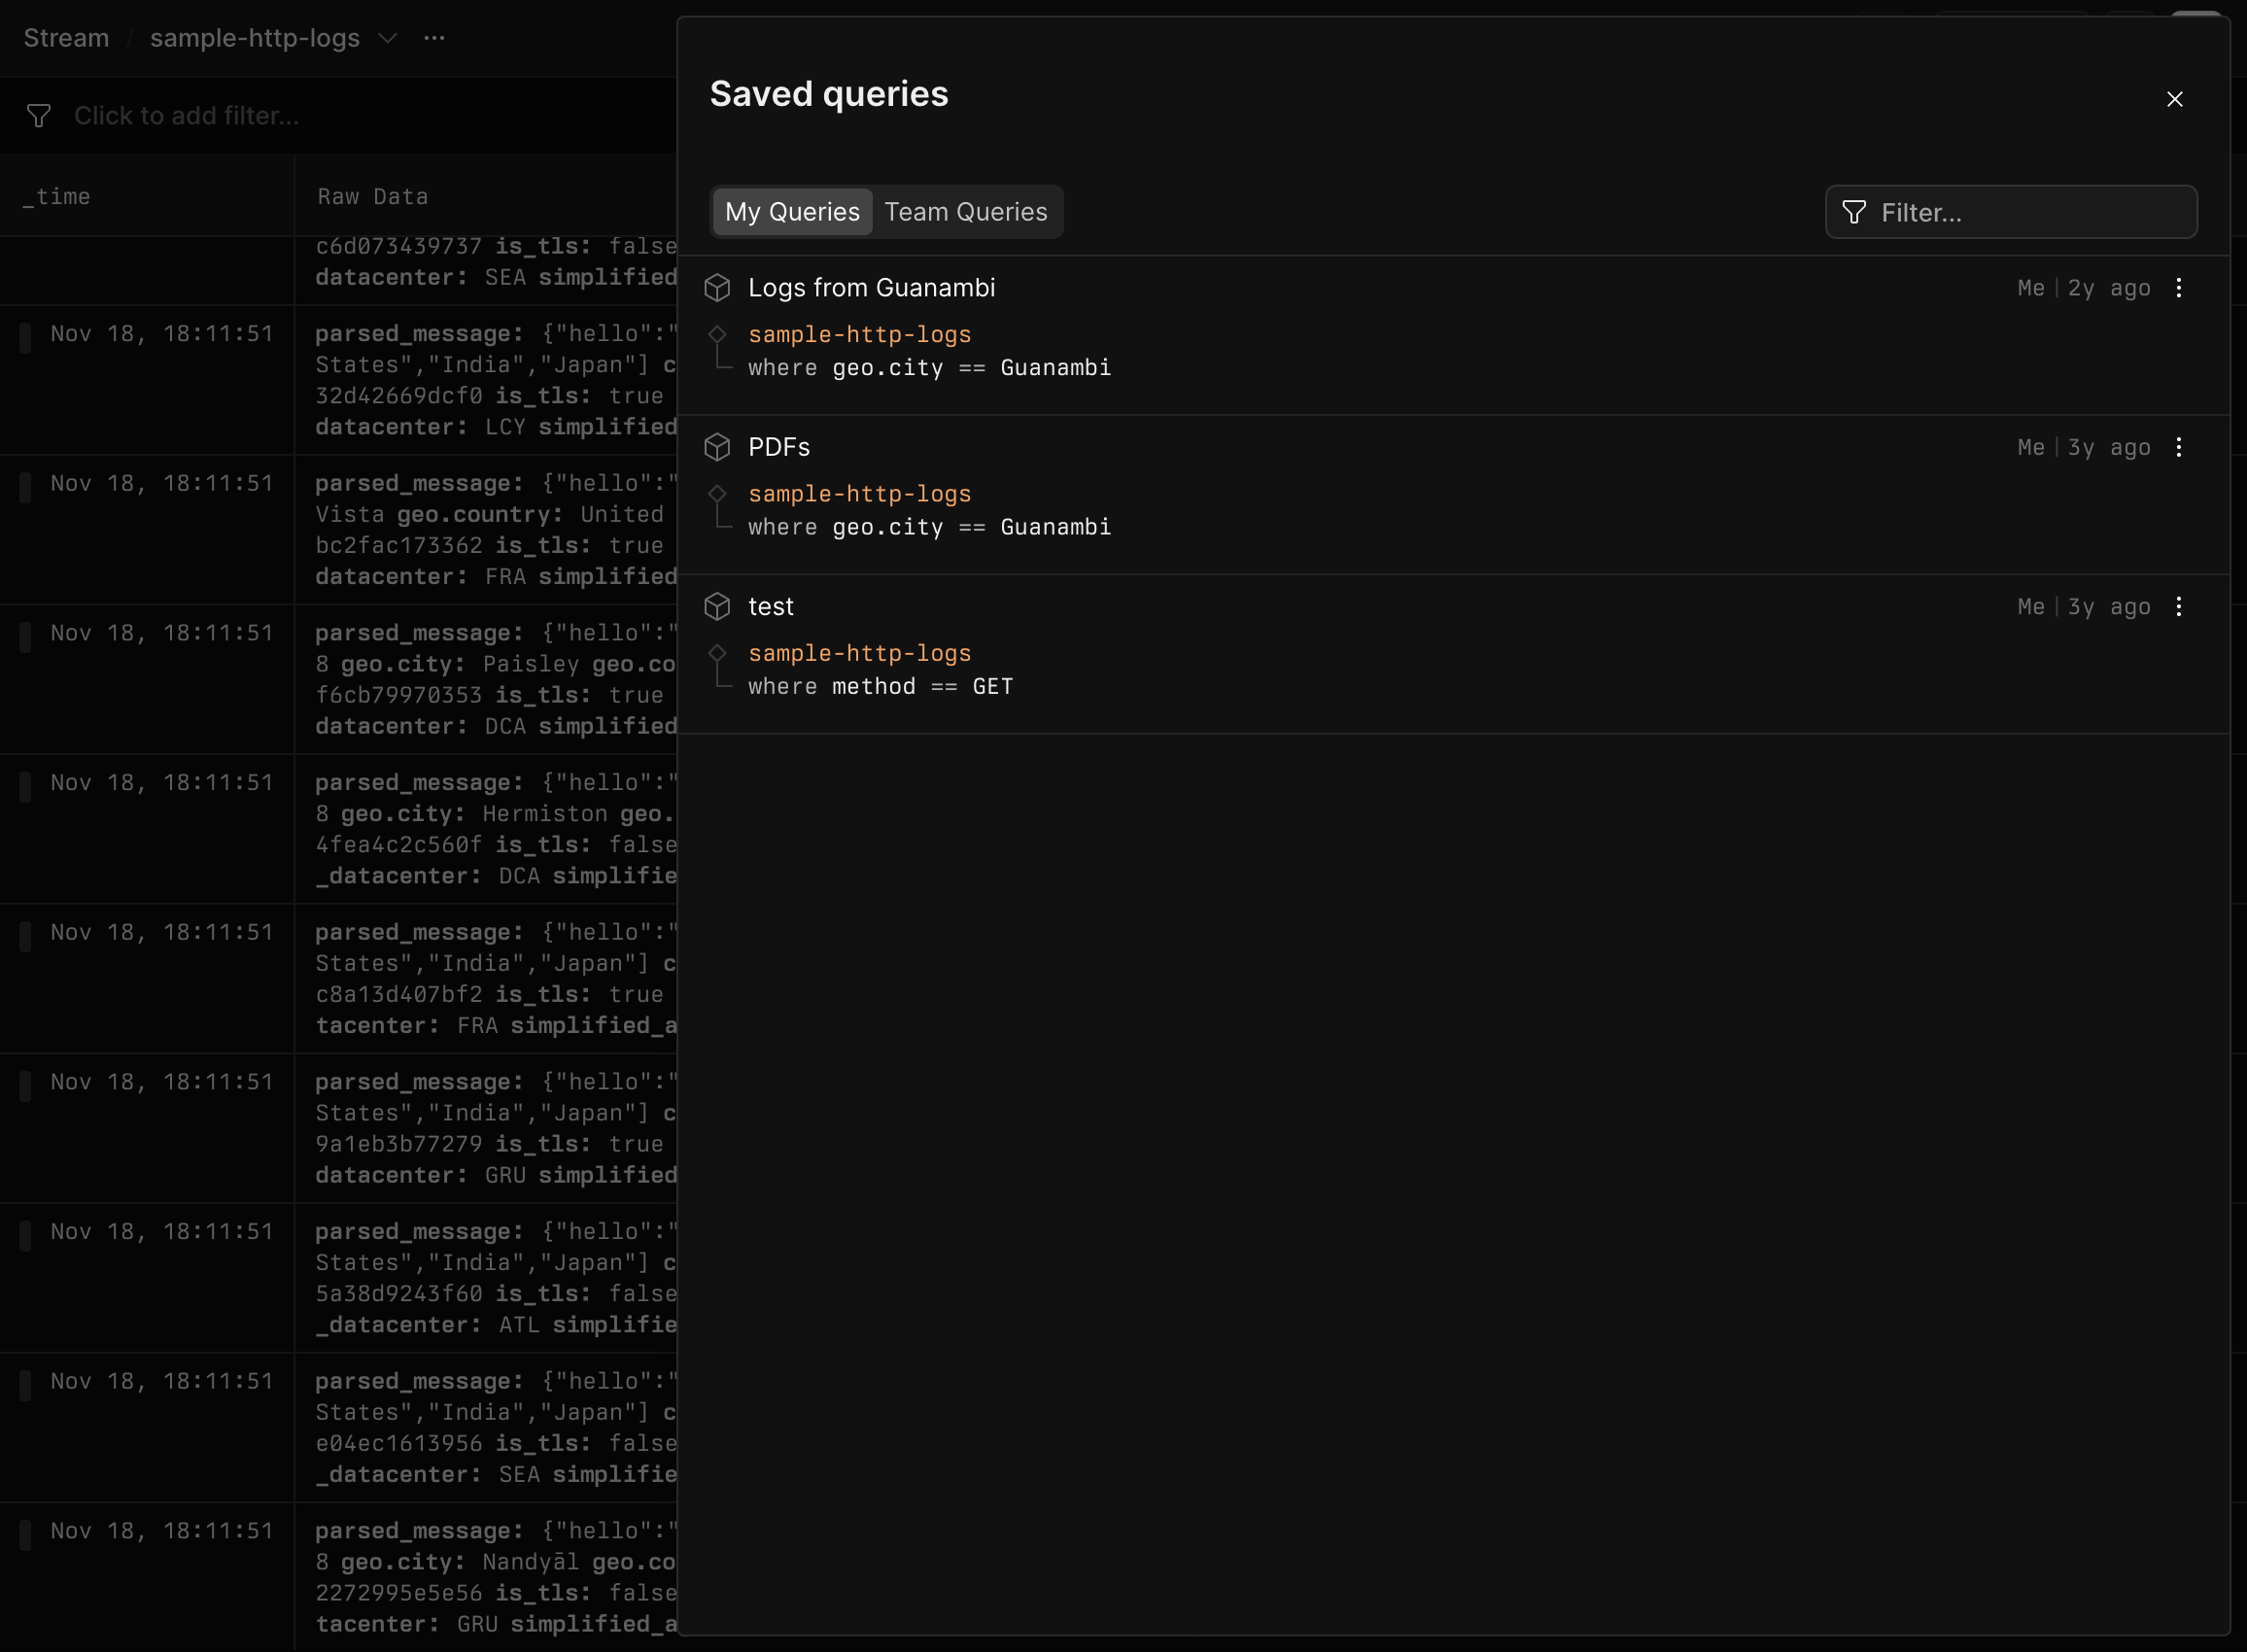 Stream / sample-http-logs ...
Click to add filter...
_time Raw Data
c6d073439737 is_tls: false
datacenter: SEA simplified
Nov 18, 18:11:51 parsed_message: {"hello":"
States","India","Japan"] c
32d42669dcf0 is_tls: true
datacenter: LCY simplified
Nov 18, 18:11:51 parsed_message: {"hello":"
Vista geo.country: United
bc2fac173362 is_tls: true
datacenter: FRA simplified
Nov 18, 18:11:51 parsed_message: {"hello":"
8 geo.city: Paisley geo.co
f6cb79970353 is_tls: true
datacenter: DCA simplified
Nov 18, 18:11:51 parsed_message: {"hello":"
8 geo.city: Hermiston geo.
4fea4c2c560f is_tls: false
_datacenter: DCA simplifie
Nov 18, 18:11:51 parsed_message: {"hello":"
States","India","Japan"] c
c8a13d407bf2 is_tls: true
tacenter: FRA simplified_a
Nov 18, 18:11:51 parsed_message: {"hello":"
States","India","Japan"] c
9a1eb3b77279 is_tls: true
datacenter: GRU simplified
Nov 18, 18:11:51 parsed_message: {"hello":"
States","India","Japan"] c
5a38d9243f60 is_tls: false
_datacenter: ATL simplifie
Nov 18, 18:11:51 parsed_message: {"hello":"
States","India","Japan"] c
e04ec1613956 is_tls: false
_datacenter: SEA simplifie
Nov 18, 18:11:51 parsed_message: {"hello":"
8 geo.city: Nandyāl geo.co
2272995e5e56 is_tls: false
tacenter: GRU simplified_a
Saved queries
My Queries Team Queries Filter...
Logs from Guanambi Me | 2y ago
sample-http-logs
where geo.city == Guanambi
PDFs Me | 3y ago
sample-http-logs
where geo.city == Guanambi
test Me | 3y ago
sample-http-logs
where method == GET